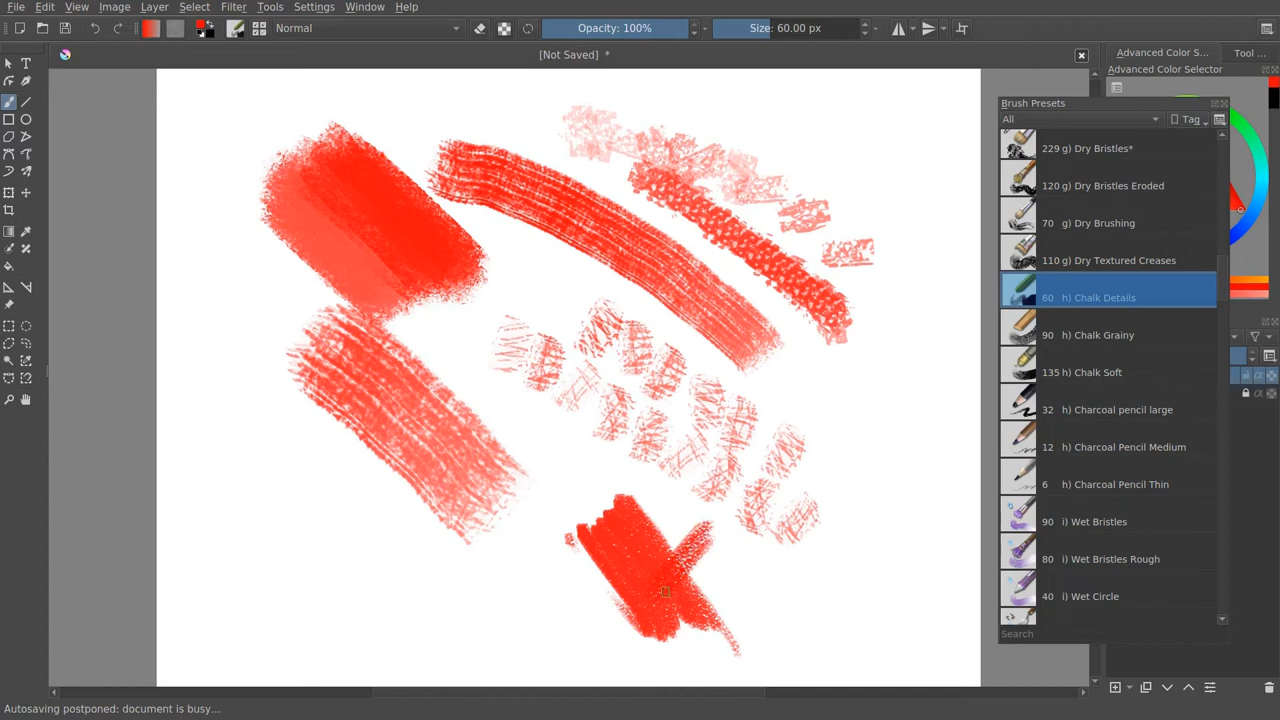 File Edit View Image Layer Select Filter Tools Settings Window Help
Normal Opacity: 100% Size: 60.00 px
[Not Saved] *
Advanced Color S... Tool ...
Advanced Color Selector
Brush Presets
All Tag
229 g) Dry Bristles*
120 g) Dry Bristles Eroded
70 g) Dry Brushing
110 g) Dry Textured Creases
60 h) Chalk Details
90 h) Chalk Grainy
135 h) Chalk Soft
32 h) Charcoal pencil large
12 h) Charcoal Pencil Medium
6 h) Charcoal Pencil Thin
90 i) Wet Bristles
80 i) Wet Bristles Rough
40 i) Wet Circle
Search
Autosaving postponed: document is busy...